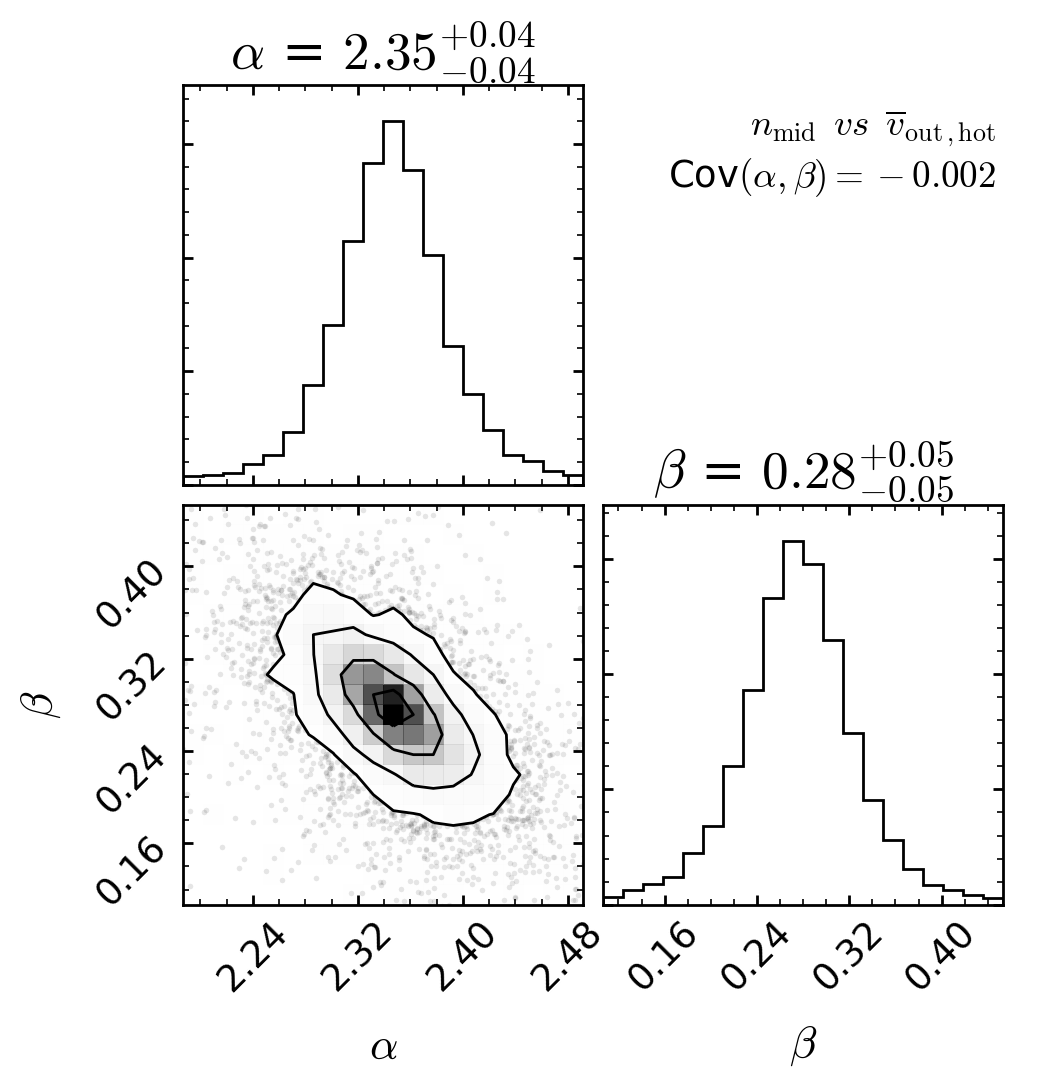 α = 2.35 +0.04 −0.04
n_mid vs v̅_out,hot
Cov(α, β) = − 0.002
β = 0.28 +0.05 −0.05
β
0.40
0.32
0.24
0.16
2.24 2.32 2.40 2.48
0.16 0.24 0.32 0.40
α
β